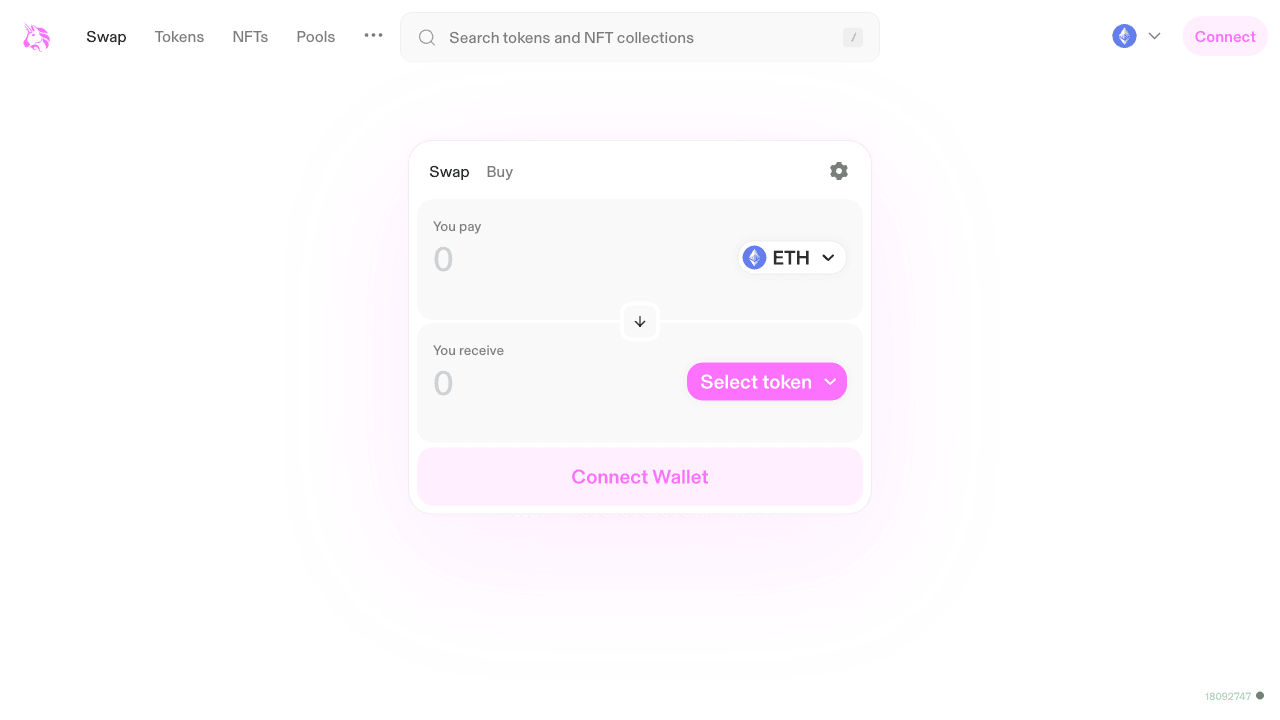 Swap Tokens NFTs Pools ••• Search tokens and NFT collections / Connect
Swap Buy
You pay
0 ETH
You receive
0 Select token
Connect Wallet
18092747